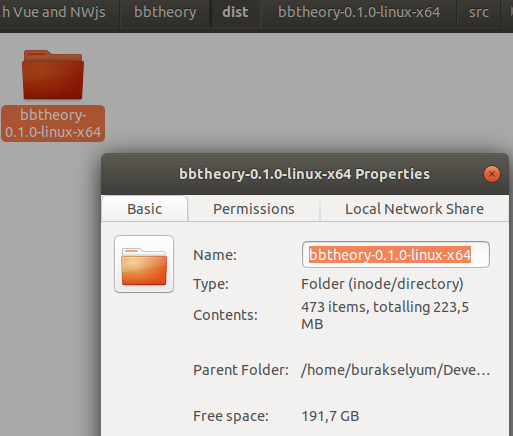 h Vue and NWjs bbtheory dist bbtheory-0.1.0-linux-x64 src
bbtheory-
0.1.0-linux-x64
bbtheory-0.1.0-linux-x64 Properties
Basic Permissions Local Network Share
Name: bbtheory-0.1.0-linux-x64
Type: Folder (inode/directory)
Contents: 473 items, totalling 223,5
MB
Parent Folder: /home/burakselyum/Deve…
Free space: 191,7 GB